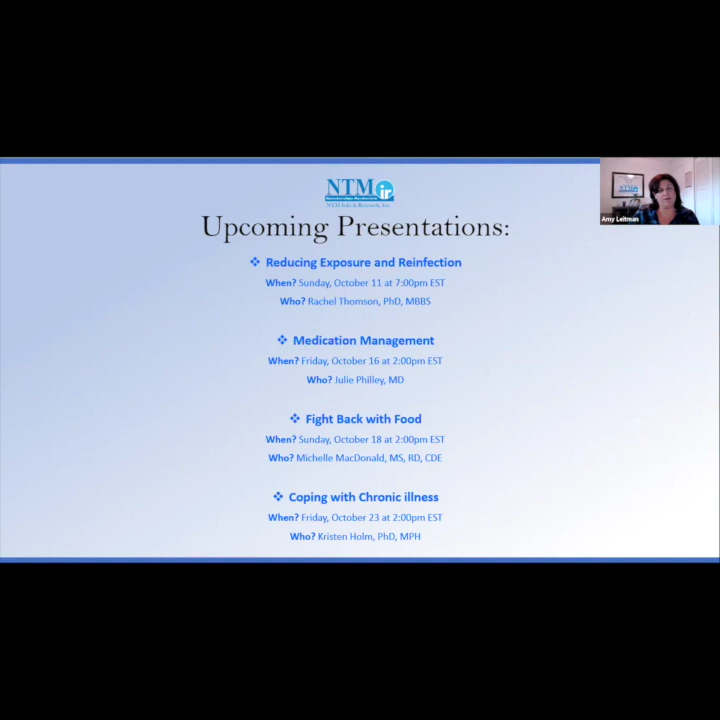 NTMir
NTM Info & Research, Inc.
Upcoming Presentations:
❖ Reducing Exposure and Reinfection
When? Sunday, October 11 at 7:00pm EST
Who? Rachel Thomson, PhD, MBBS
❖ Medication Management
When? Friday, October 16 at 2:00pm EST
Who? Julie Philley, MD
❖ Fight Back with Food
When? Sunday, October 18 at 2:00pm EST
Who? Michelle MacDonald, MS, RD, CDE
❖ Coping with Chronic illness
When? Friday, October 23 at 2:00pm EST
Who? Kristen Holm, PhD, MPH
Amy Leitman